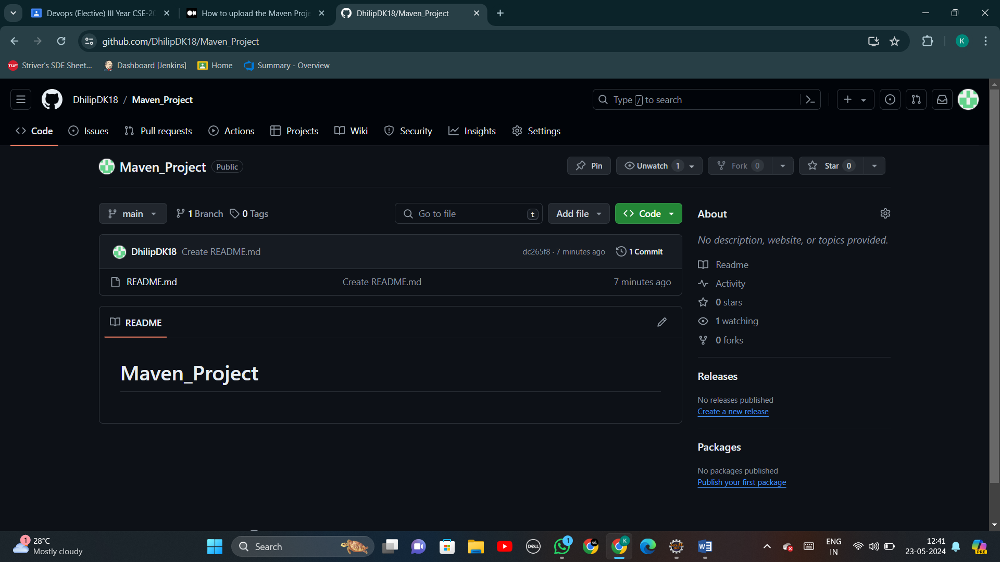 Devops (Elective) III Year CSE-20
How to upload the Maven Proje
DhilipDK18/Maven_Project
github.com/DhilipDK18/Maven_Project
K
TUF Striver's SDE Sheet...
Dashboard [Jenkins]
Home
Summary - Overview
DhilipDK18 / Maven_Project
Type / to search
Code
Issues
Pull requests
Actions
Projects
Wiki
Security
Insights
Settings
Maven_Project Public
Pin
Unwatch 1
Fork 0
Star 0
main
1 Branch
0 Tags
Go to file t
Add file
Code
DhilipDK18 Create README.md dc265f8 · 7 minutes ago 1 Commit
README.md Create README.md 7 minutes ago
README
Maven_Project
About
No description, website, or topics provided.
Readme
Activity
0 stars
1 watching
0 forks
Releases
No releases published
Create a new release
Packages
No packages published
Publish your first package
1
28°C
Mostly cloudy
Search
DELL
1
K
W
ENG
IN
12:41
23-05-2024
PRE